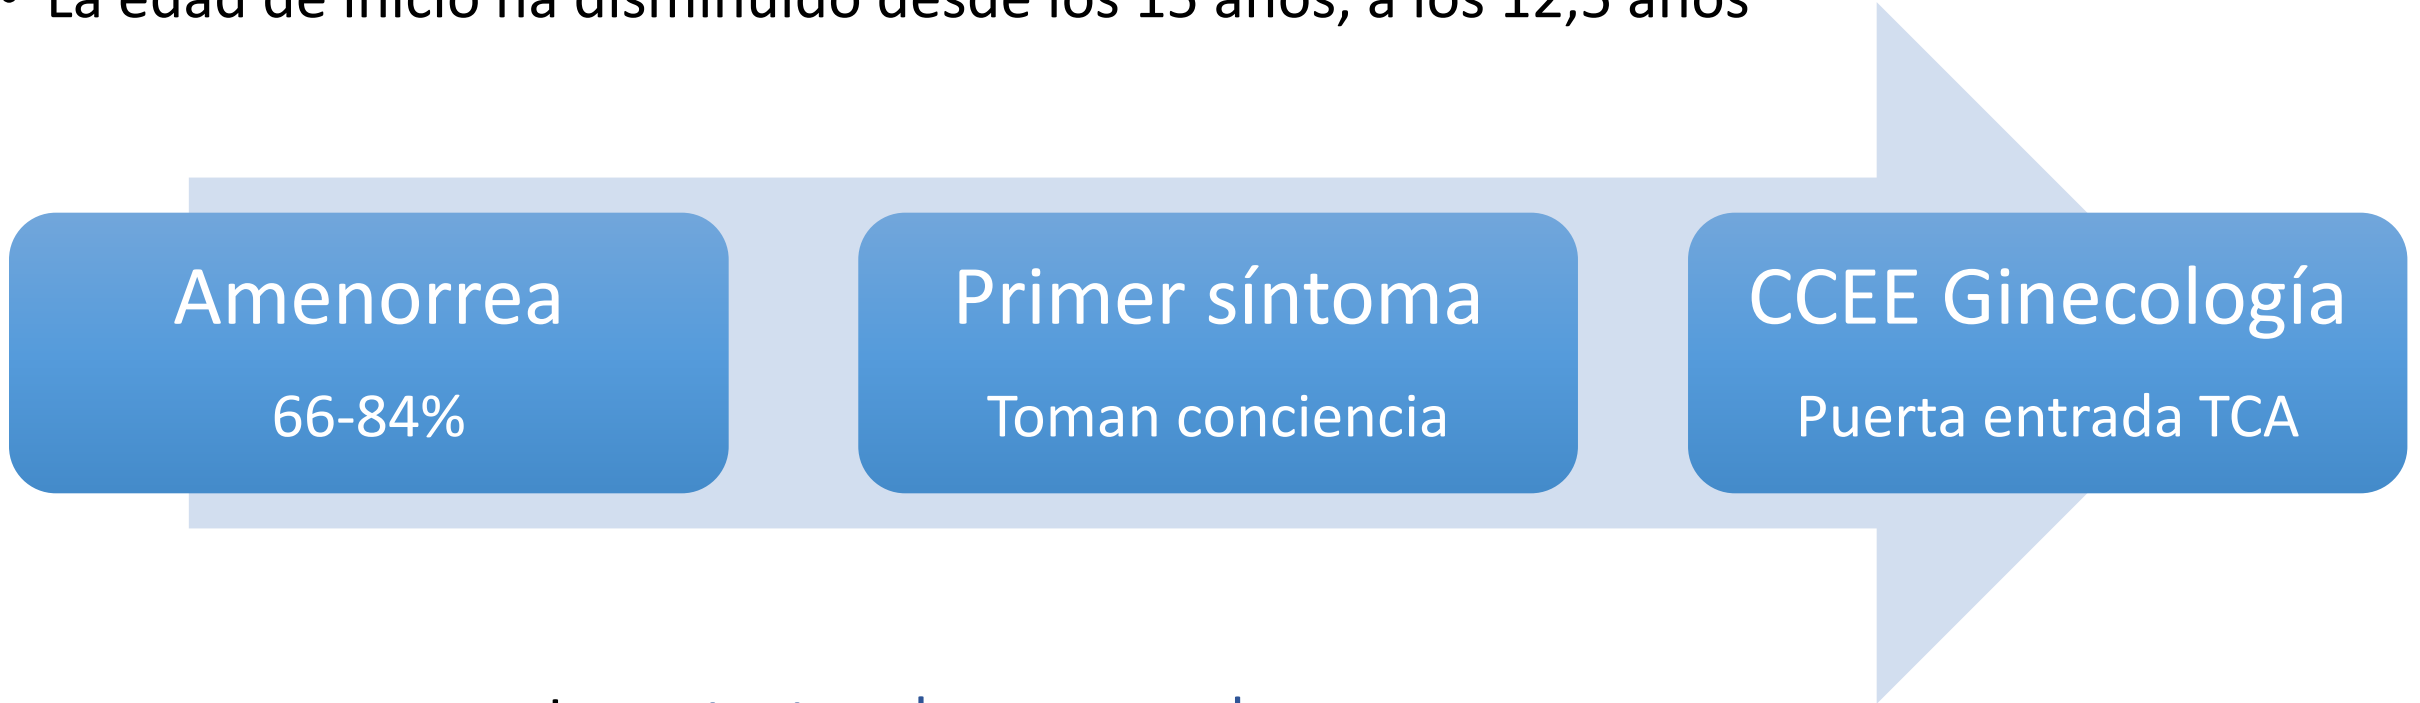 • La edad de inicio ha disminuido desde los 15 años, a los 12,5 años
Amenorrea
66-84%
Primer síntoma
Toman conciencia
CCEE Ginecología
Puerta entrada TCA